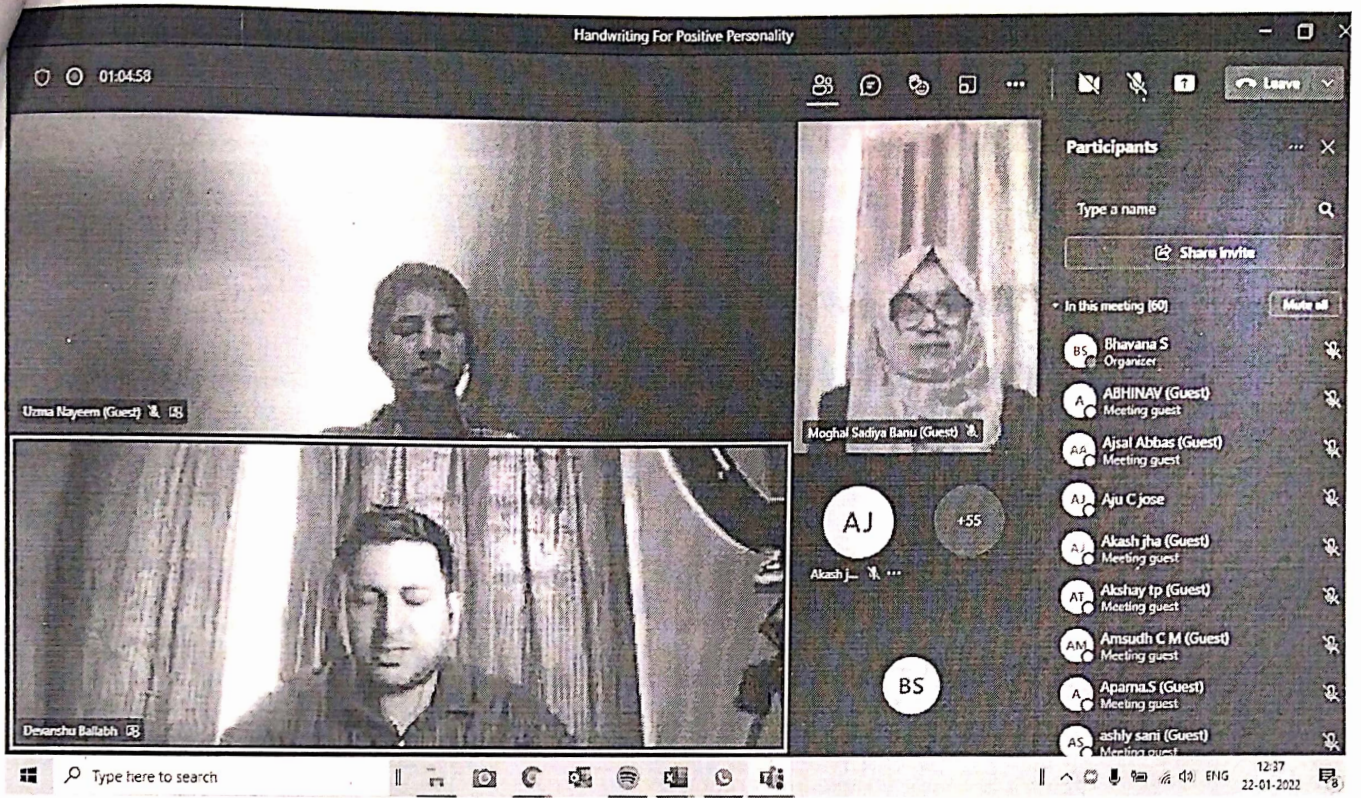 Handwriting For Positive Personality
01:04:58
Leave
Uzma Nayeem (Guest)
Devanshu Ballabh
Moghal Sadiya Banu (Guest)
AJ
+55
Akash j...
BS
Participants
Type a name
Share invite
In this meeting (60)
Mute all
BS
Bhavana S
Organizer
A
ABHINAV (Guest)
Meeting guest
AA
Ajsal Abbas (Guest)
Meeting guest
AJ
Aju C jose
AJ
Akash jha (Guest)
Meeting guest
AT
Akshay tp (Guest)
Meeting guest
AM
Amsudh C M (Guest)
Meeting guest
A
Aparna.S (Guest)
Meeting guest
AS
ashly sani (Guest)
Meeting guest
Type here to search
ENG
12:37
22-01-2022
8